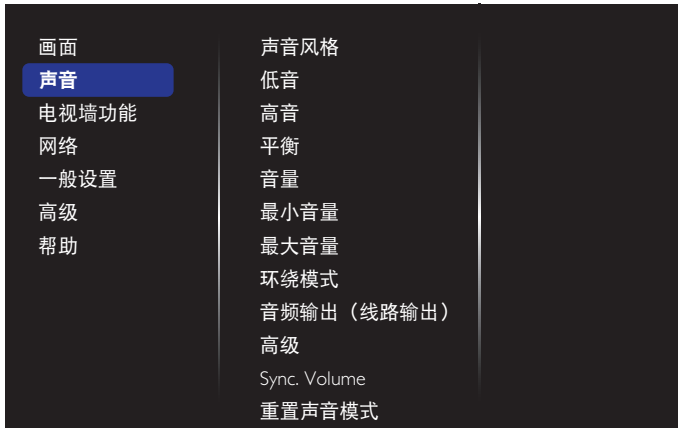 画面
声音
电视墙功能
网络
一般设置
高级
帮助
声音风格
低音
高音
平衡
音量
最小音量
最大音量
环绕模式
音频输出（线路输出）
高级
Sync. Volume
重置声音模式